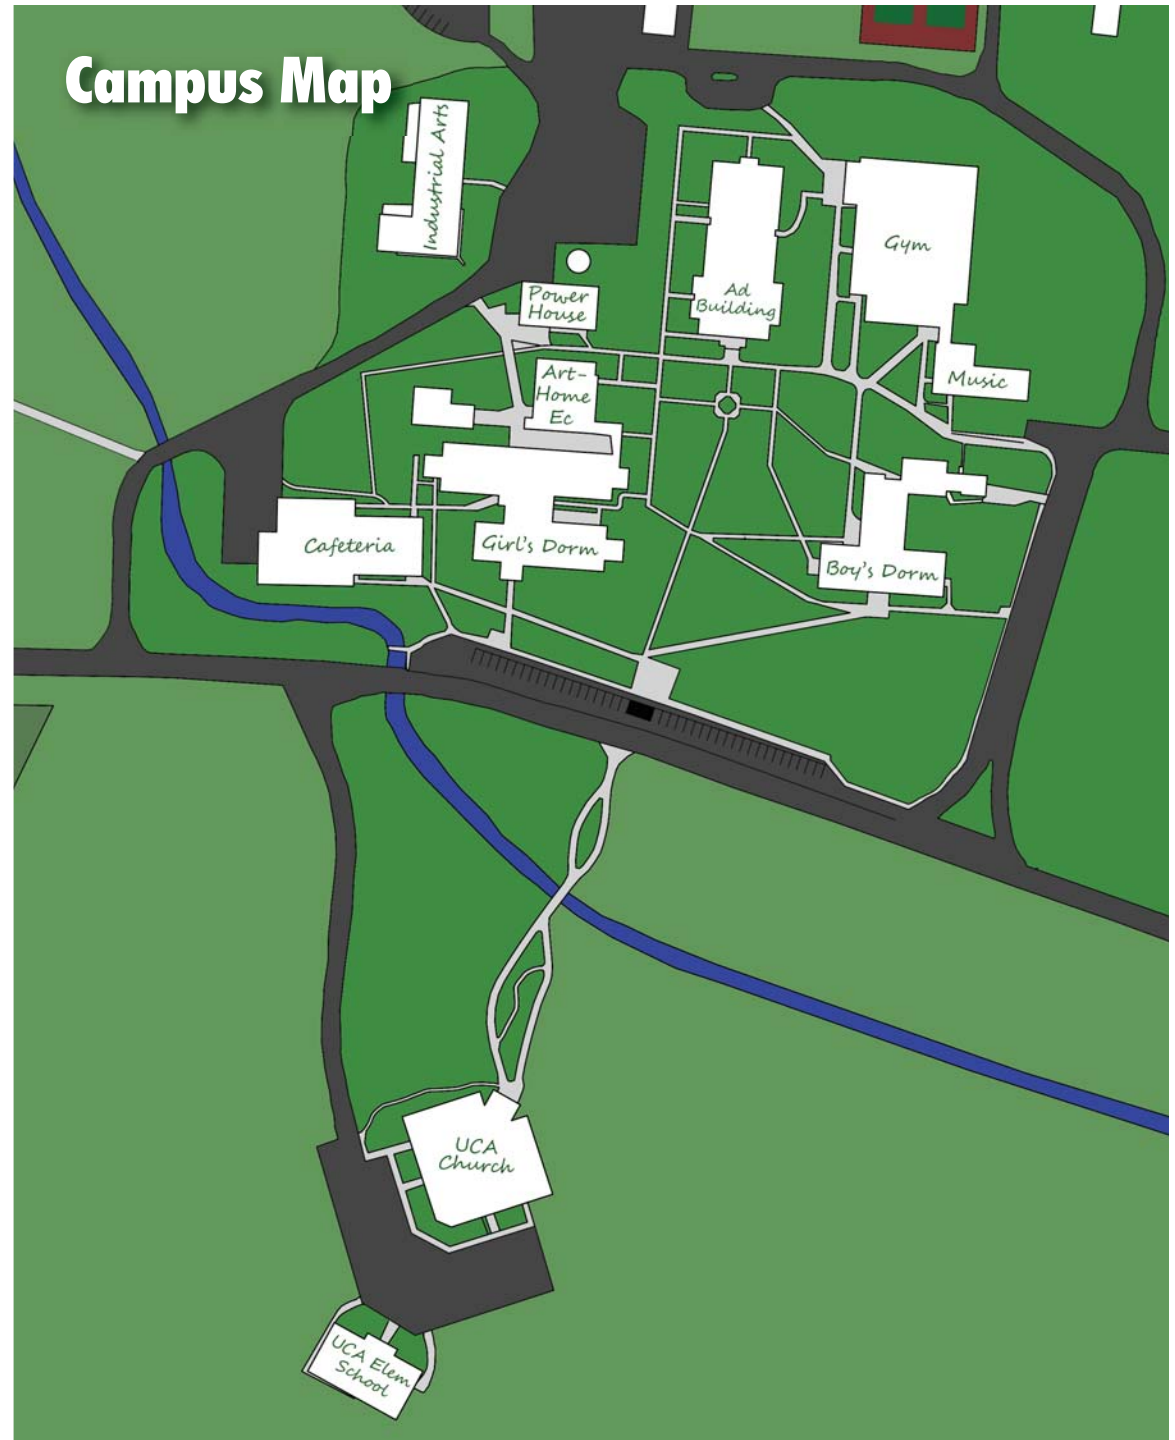 Campus Map
Industrial Arts
Gym
Power
House
Ad
Building
Art-
Home
Ec
Music
Cafeteria
Girl's Dorm
Boy's Dorm
UCA
Church
UCA Elem
School